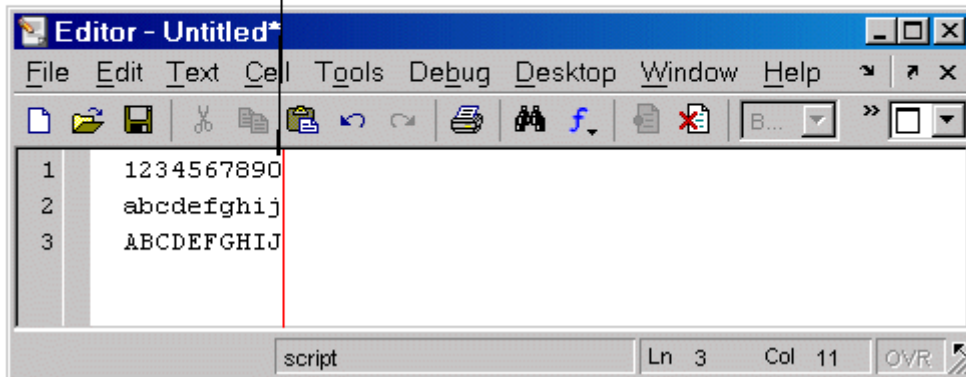 Editor - Untitled*
File Edit Text Cell Tools Debug Desktop Window Help
B...
1 1234567890
2 abcdefghij
3 ABCDEFGHIJ
script Ln 3 Col 11 OVR